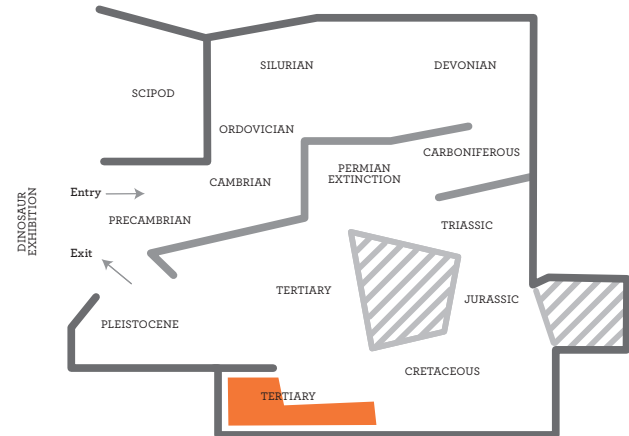 SILURIAN
DEVONIAN
SCIPOD
ORDOVICIAN
CARBONIFEROUS
PERMIAN
EXTINCTION
CAMBRIAN
DINOSAUR
EXHIBITION
Entry
PRECAMBRIAN
TRIASSIC
Exit
TERTIARY
JURASSIC
PLEISTOCENE
CRETACEOUS
TERTIARY